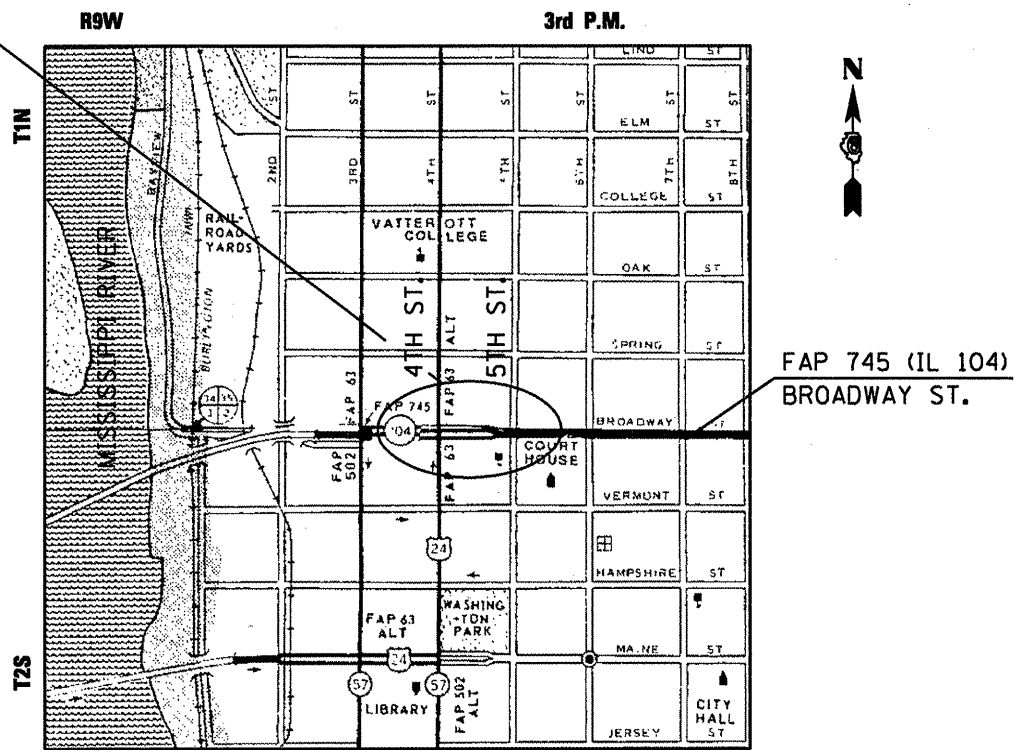 R9W
3rd P.M.
N
T1N
T2S
LIND ST
ELM ST
COLLEGE ST
OAK ST
SPRING ST
BROADWAY ST
VERMONT ST
HAMPSHIRE ST
MAINE ST
JERSEY ST
2ND ST
3RD ST
4TH ST
ST
6TH ST
7TH ST
8TH ST
BAYVIEW
RAIL-
ROAD
YARDS
BURLINGTON
MISSISSIPPI RIVER
VATTEROTT
COLLEGE
4TH ST.
5TH ST.
FAP 63 ALT
FAP 63
FAP 745
104
FAP 502
FAP 63
34 35
COURT
HOUSE
FAP 745 (IL 104)
BROADWAY ST.
24
WASHING
-TON
PARK
FAP 63
ALT
24
57
57
LIBRARY
FAP 502
ALT
CITY
HALL